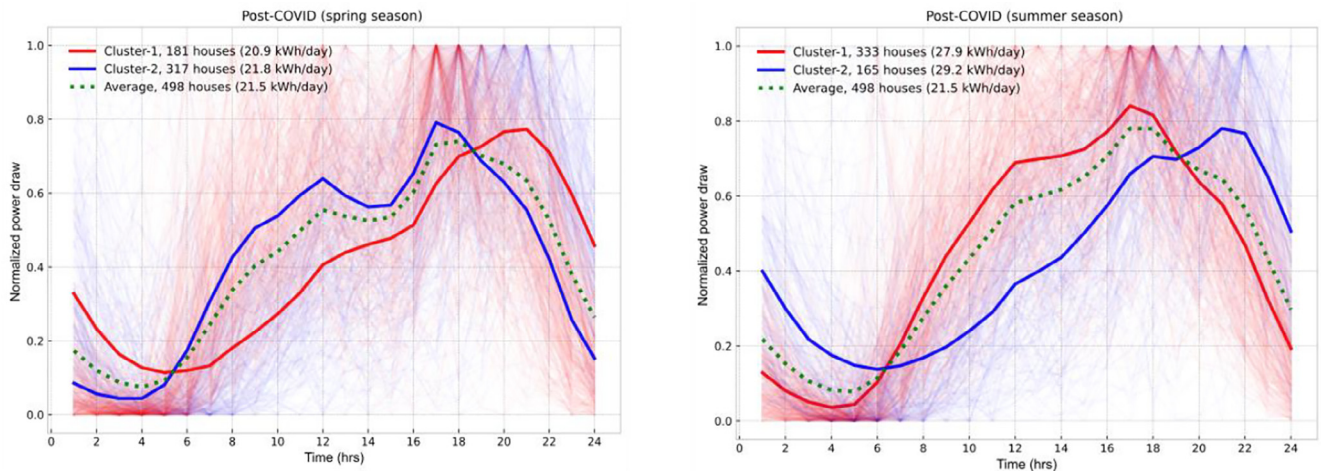 Post-COVID (spring season)
Cluster-1, 181 houses (20.9 kWh/day)
Cluster-2, 317 houses (21.8 kWh/day)
Average, 498 houses (21.5 kWh/day)
Normalized power draw
1.0
0.8
0.6
0.4
0.2
0.0
0 2 4 6 8 10 12 14 16 18 20 22 24
Time (hrs)
Post-COVID (summer season)
Cluster-1, 333 houses (27.9 kWh/day)
Cluster-2, 165 houses (29.2 kWh/day)
Average, 498 houses (21.5 kWh/day)
Normalized power draw
1.0
0.8
0.6
0.4
0.2
0.0
0 2 4 6 8 10 12 14 16 18 20 22 24
Time (hrs)